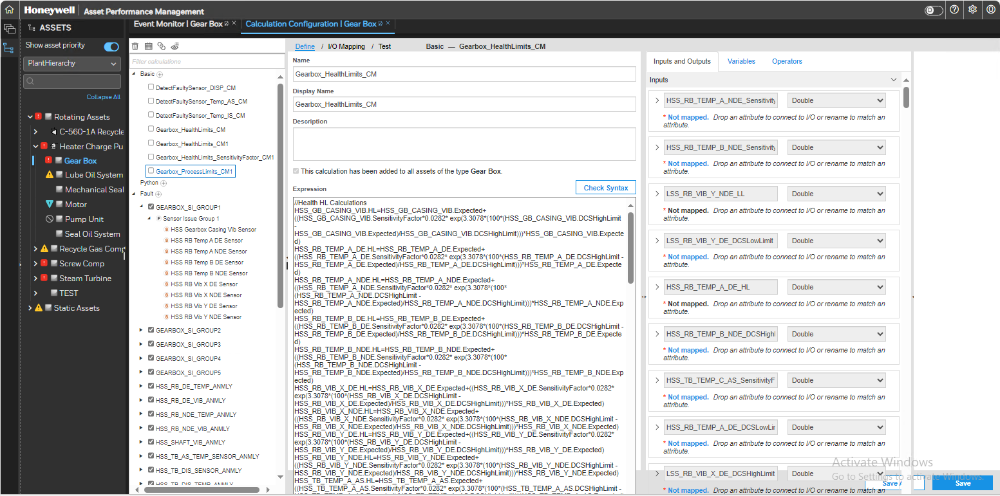 Honeywell Asset Performance Management
ASSETS
Show asset priority
PlantHierarchy
Collapse All
Rotating Assets
C-560-1A Recycle
Heater Charge Pu
Gear Box
Lube Oil System
Mechanical Seal
Motor
Pump Unit
Seal Oil System
Recycle Gas Comp
Screw Comp
Steam Turbine
TEST
Static Assets
Event Monitor | Gear Box
Calculation Configuration | Gear Box
Filter calculations
Basic
DetectFaultySensor_DISP_CM
DetectFaultySensor_Temp_AS_CM
DetectFaultySensor_Temp_IS_CM
Gearbox_HealthLimits_CM
Gearbox_HealthLimits_CM1
Gearbox_HealthLimits_SensitivityFactor_CM1
Gearbox_ProcessLimits_CM1
Python
Fault
GEARBOX_SI_GROUP1
F Sensor Issue Group 1
S HSS Gearbox Casing Vib Sensor
S HSS RB Temp A DE Sensor
S HSS RB Temp A NDE Sensor
S HSS RB Temp B DE Sensor
S HSS RB Temp B NDE Sensor
S HSS RB Vib X DE Sensor
S HSS RB Vib X NDE Sensor
S HSS RB Vib Y DE Sensor
S HSS RB Vib Y NDE Sensor
GEARBOX_SI_GROUP2
GEARBOX_SI_GROUP3
GEARBOX_SI_GROUP4
GEARBOX_SI_GROUP5
HSS_RB_DE_TEMP_ANMLY
HSS_RB_DE_VIB_ANMLY
HSS_RB_NDE_TEMP_ANMLY
HSS_RB_NDE_VIB_ANMLY
HSS_SHAFT_VIB_ANMLY
HSS_TB_AS_TEMP_SENSOR_ANMLY
HSS_TB_DIS_SENSOR_ANMLY
HSS_TB_DIS_TEMP_ANMLY
Define / I/O Mapping / Test
Basic — Gearbox_HealthLimits_CM
Name
Gearbox_HealthLimits_CM
Display Name
Gearbox_HealthLimits_CM
Description
This calculation has been added to all assets of the type Gear Box.
Expression
Check Syntax
//Health HL Calculations
HSS_GB_CASING_VIB.HL=HSS_GB_CASING_VIB.Expected+
((HSS_GB_CASING_VIB.SensitivityFactor*0.0282* exp(3.3078*(100*(HSS_GB_CASING_VIB.DCSHighLimit
-
HSS_GB_CASING_VIB.Expected)/HSS_GB_CASING_VIB.DCSHighLimit)))*HSS_GB_CASING_VIB.Expecte
d)
HSS_RB_TEMP_A_DE.HL=HSS_RB_TEMP_A_DE.Expected+
((HSS_RB_TEMP_A_DE.SensitivityFactor*0.0282* exp(3.3078*(100*(HSS_RB_TEMP_A_DE.DCSHighLimit -
HSS_RB_TEMP_A_DE.Expected)/HSS_RB_TEMP_A_DE.DCSHighLimit)))*HSS_RB_TEMP_A_DE.Expecte
d)
HSS_RB_TEMP_A_NDE.HL=HSS_RB_TEMP_A_NDE.Expected+
((HSS_RB_TEMP_A_NDE.SensitivityFactor*0.0282* exp(3.3078*(100*
(HSS_RB_TEMP_A_NDE.DCSHighLimit -
HSS_RB_TEMP_A_NDE.Expected)/HSS_RB_TEMP_A_NDE.DCSHighLimit)))*HSS_RB_TEMP_A_NDE.Exp
ected)
HSS_RB_TEMP_B_DE.HL=HSS_RB_TEMP_B_DE.Expected+
((HSS_RB_TEMP_B_DE.SensitivityFactor*0.0282* exp(3.3078*(100*(HSS_RB_TEMP_B_DE.DCSHighLimit -
HSS_RB_TEMP_B_DE.Expected)/HSS_RB_TEMP_B_DE.DCSHighLimit)))*HSS_RB_TEMP_B_DE.Expecte
d)
HSS_RB_TEMP_B_NDE.HL=HSS_RB_TEMP_B_NDE.Expected+
((HSS_RB_TEMP_B_NDE.SensitivityFactor*0.0282* exp(3.3078*(100*
(HSS_RB_TEMP_B_NDE.DCSHighLimit -
HSS_RB_TEMP_B_NDE.Expected)/HSS_RB_TEMP_B_NDE.DCSHighLimit)))*HSS_RB_TEMP_B_NDE.Exp
ected)
HSS_RB_VIB_X_DE.HL=HSS_RB_VIB_X_DE.Expected+((HSS_RB_VIB_X_DE.SensitivityFactor*0.0282*
exp(3.3078*(100*(HSS_RB_VIB_X_DE.DCSHighLimit -
HSS_RB_VIB_X_DE.Expected)/HSS_RB_VIB_X_DE.DCSHighLimit)))*HSS_RB_VIB_X_DE.Expected)
HSS_RB_VIB_X_NDE.HL=HSS_RB_VIB_X_NDE.Expected+
((HSS_RB_VIB_X_NDE.SensitivityFactor*0.0282* exp(3.3078*(100*(HSS_RB_VIB_X_NDE.DCSHighLimit -
HSS_RB_VIB_X_NDE.Expected)/HSS_RB_VIB_X_NDE.DCSHighLimit)))*HSS_RB_VIB_X_NDE.Expected)
HSS_RB_VIB_Y_DE.HL=HSS_RB_VIB_Y_DE.Expected+((HSS_RB_VIB_Y_DE.SensitivityFactor*0.0282*
exp(3.3078*(100*(HSS_RB_VIB_Y_DE.DCSHighLimit -
HSS_RB_VIB_Y_DE.Expected)/HSS_RB_VIB_Y_DE.DCSHighLimit)))*HSS_RB_VIB_Y_DE.Expected)
HSS_RB_VIB_Y_NDE.HL=HSS_RB_VIB_Y_NDE.Expected+
((HSS_RB_VIB_Y_NDE.SensitivityFactor*0.0282* exp(3.3078*(100*(HSS_RB_VIB_Y_NDE.DCSHighLimit -
HSS_RB_VIB_Y_NDE.Expected)/HSS_RB_VIB_Y_NDE.DCSHighLimit)))*HSS_RB_VIB_Y_NDE.Expected)
HSS_TB_TEMP_A_AS.HL=HSS_TB_TEMP_A_AS.Expected+
((HSS_TB_TEMP_A_AS.SensitivityFactor*0.0282* exp(3.3078*(100*(HSS_TB_TEMP_A_AS.DCSHighLimit -
Inputs and Outputs Variables Operators
Inputs
HSS_RB_TEMP_A_NDE_Sensitivity Double
* Not mapped. Drop an attribute to connect to I/O or rename to match an
attribute.
HSS_RB_TEMP_B_NDE_Sensitivity Double
* Not mapped. Drop an attribute to connect to I/O or rename to match an
attribute.
LSS_RB_VIB_Y_NDE_LL Double
* Not mapped. Drop an attribute to connect to I/O or rename to match an
attribute.
LSS_RB_VIB_Y_DE_DCSLowLimit Double
* Not mapped. Drop an attribute to connect to I/O or rename to match an
attribute.
HSS_RB_TEMP_A_DE_HL Double
* Not mapped. Drop an attribute to connect to I/O or rename to match an
attribute.
HSS_RB_TEMP_B_NDE_DCSHighl Double
* Not mapped. Drop an attribute to connect to I/O or rename to match an
attribute.
HSS_TB_TEMP_C_AS_SensitivityF Double
* Not mapped. Drop an attribute to connect to I/O or rename to match an
attribute.
HSS_RB_TEMP_A_DE_DCSLowLir Double
* Not mapped. Drop an attribute to connect to I/O or rename to match an
attribute.
LSS_RB_VIB_X_DE_DCSHighLimit Double
* Not mapped. Drop an attribute to connect to I/O or rename to match an
Activate Windows
Go to Settings to activate Windows.
Save A
Save